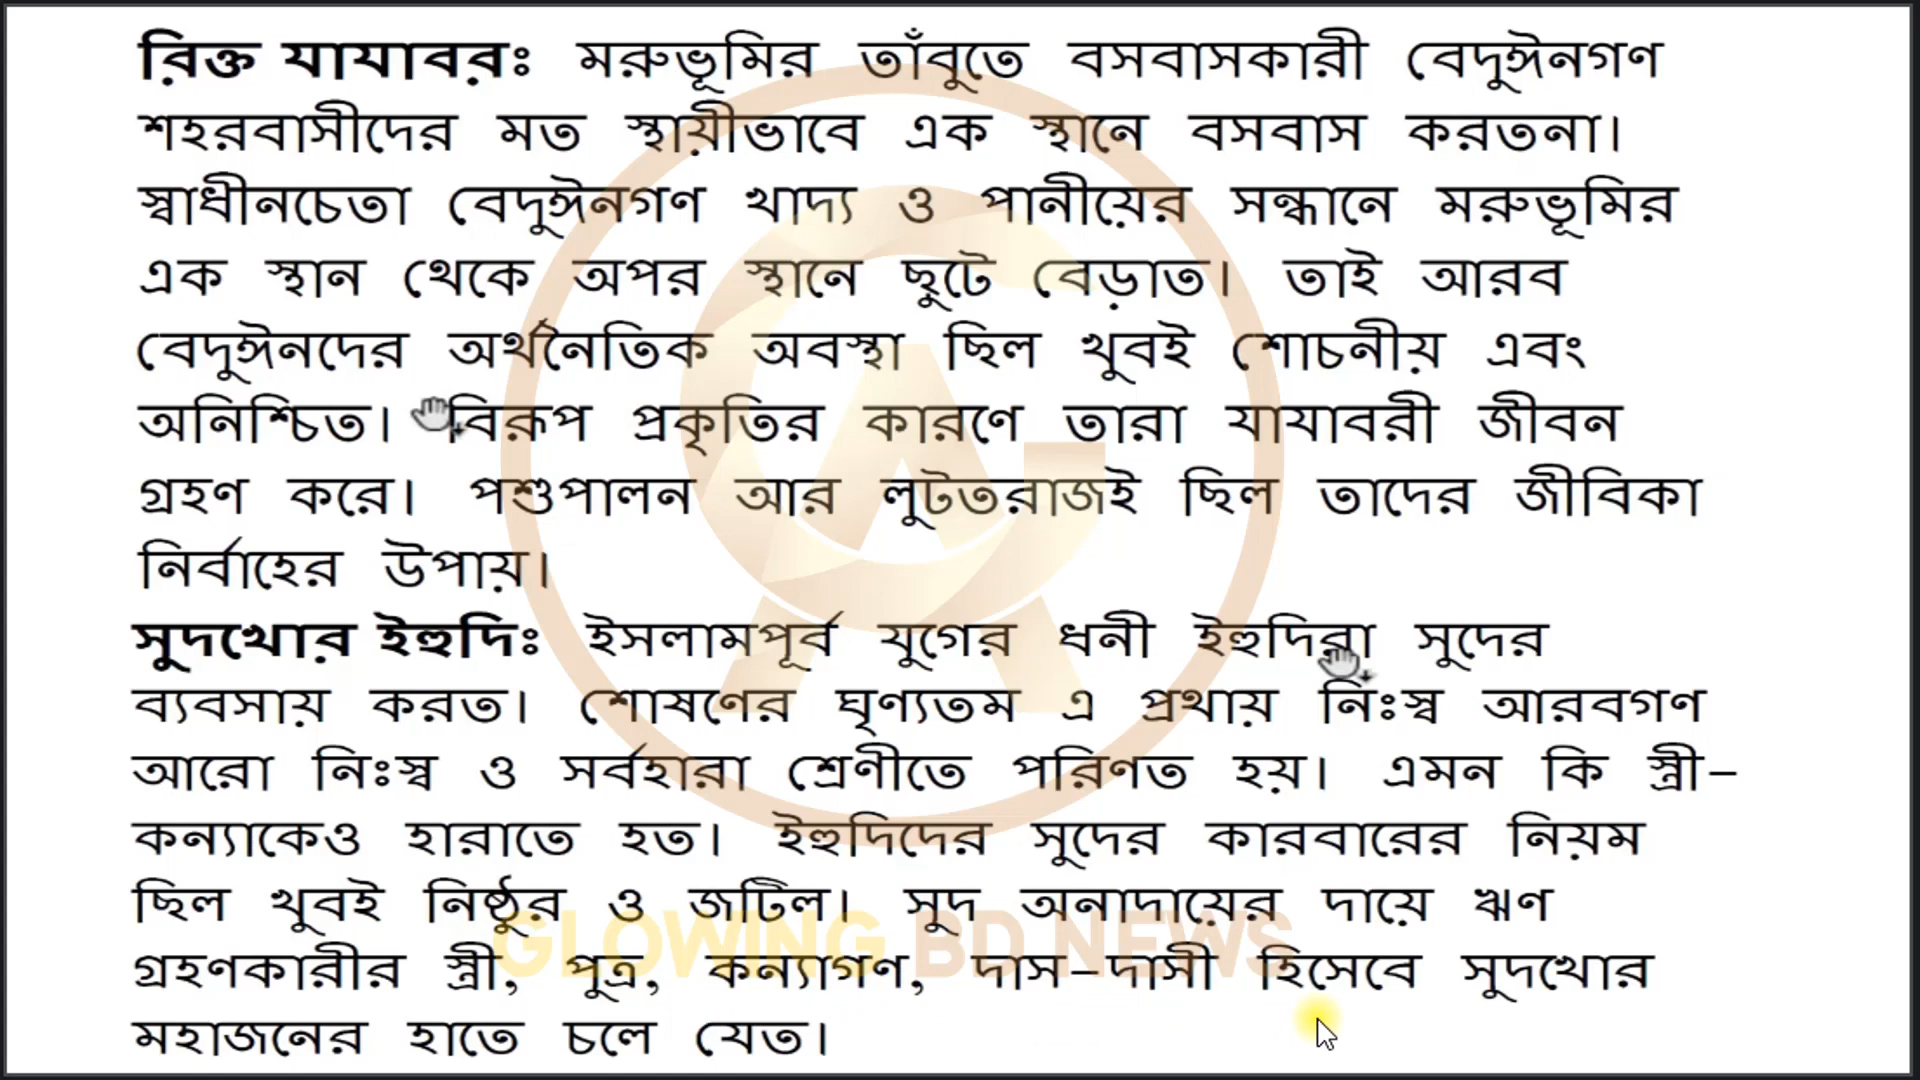 রিক্ত যাযাবরঃ মরুভূমির তাঁবুতে বসবাসকারী বেদুঈনগণ
শহরবাসীদের মত স্থায়ীভাবে এক স্থানে বসবাস করতনা।
স্বাধীনচেতা বেদুঈনগণ খাদ্য ও পানীয়ের সন্ধানে মরুভূমির
এক স্থান থেকে অপর স্থানে ছুটে বেড়াত। তাই আরব
বেদুঈনদের অর্থনৈতিক অবস্থা ছিল খুবই শোচনীয় এবং
অনিশ্চিত। বিরূপ প্রকৃতির কারণে তারা যাযাবরী জীবন
গ্রহণ করে। পশুপালন আর লুটতরাজই ছিল তাদের জীবিকা
নির্বাহের উপায়।
সুদখোর ইহুদিঃ ইসলামপূর্ব যুগের ধনী ইহুদিরা সুদের
ব্যবসায় করত। শোষণের ঘৃণ্যতম এ প্রথায় নিঃস্ব আরবগণ
আরো নিঃস্ব ও সর্বহারা শ্রেণীতে পরিণত হয়। এমন কি স্ত্রী-
কন্যাকেও হারাতে হত। ইহুদিদের সুদের কারবারের নিয়ম
ছিল খুবই নিষ্ঠুর ও জটিল। সুদ অনাদায়ের দায়ে ঋণ
GLOWING BD NEWS
গ্রহণকারীর স্ত্রী, পুত্র, কন্যাগণ, দাস-দাসী হিসেবে সুদখোর
মহাজনের হাতে চলে যেত।